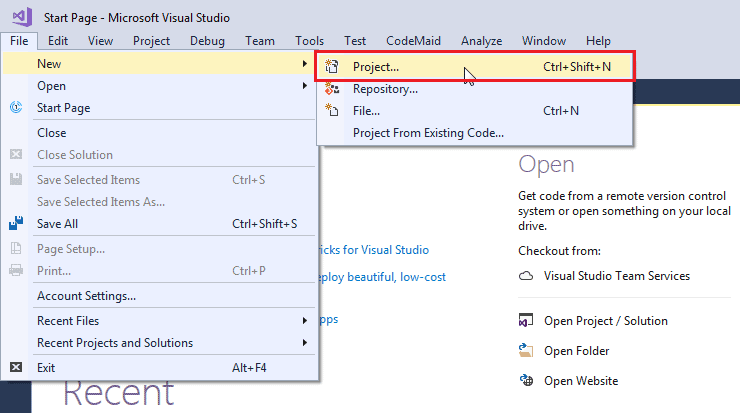 Start Page - Microsoft Visual Studio
File Edit View Project Debug Team Tools Test CodeMaid Analyze Window Help
New
Open
Start Page
Close
Close Solution
Save Selected Items Ctrl+S
Save Selected Items As...
Save All Ctrl+Shift+S
Page Setup...
Print... Ctrl+P
Account Settings...
Recent Files
Recent Projects and Solutions
Exit Alt+F4
Project... Ctrl+Shift+N
Repository...
File... Ctrl+N
Project From Existing Code...
ricks for Visual Studio
eploy beautiful, low-cost
pps
Recent
Open
Get code from a remote version control
system or open something on your local
drive.
Checkout from:
Visual Studio Team Services
Open Project / Solution
Open Folder
Open Website